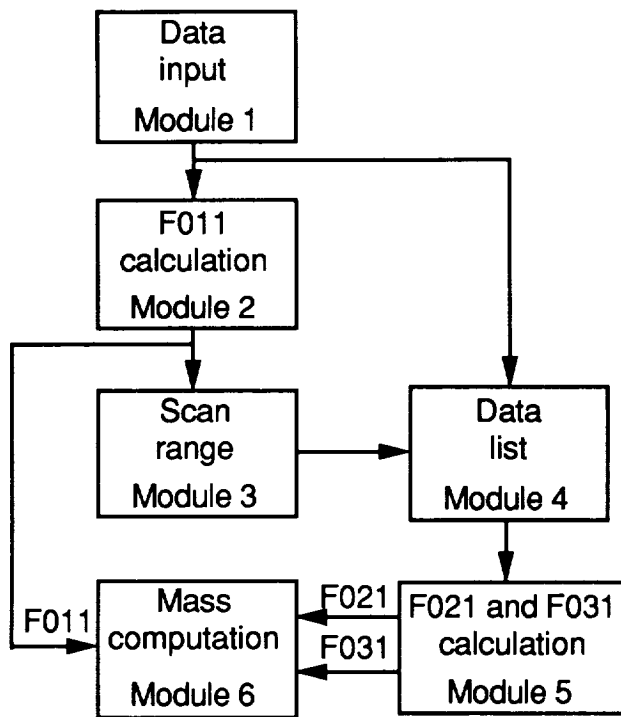 Data
input
Module 1
F011
calculation
Module 2
Scan
range
Module 3
Data
list
Module 4
F011
Mass
computation
Module 6
F021
F031
F021 and F031
calculation
Module 5